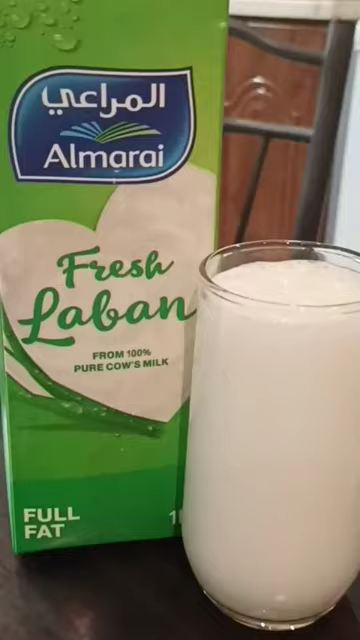 المراعي
Almarai
Fresh
Laban
FROM 100%
PURE COW'S MILK
FULL
FAT